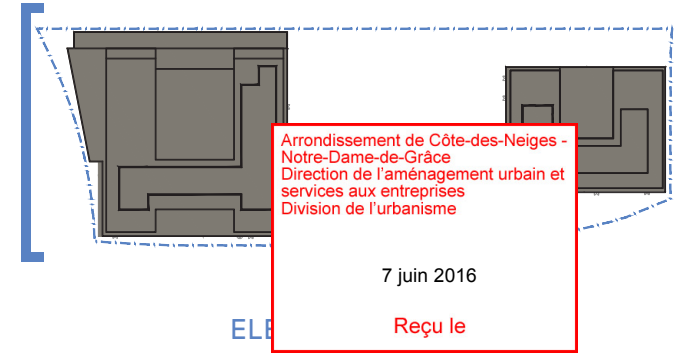 Arrondissement de Côte-des-Neiges -
Notre-Dame-de-Grâce
Direction de l'aménagement urbain et
services aux entreprises
Division de l'urbanisme
7 juin 2016
Reçu le